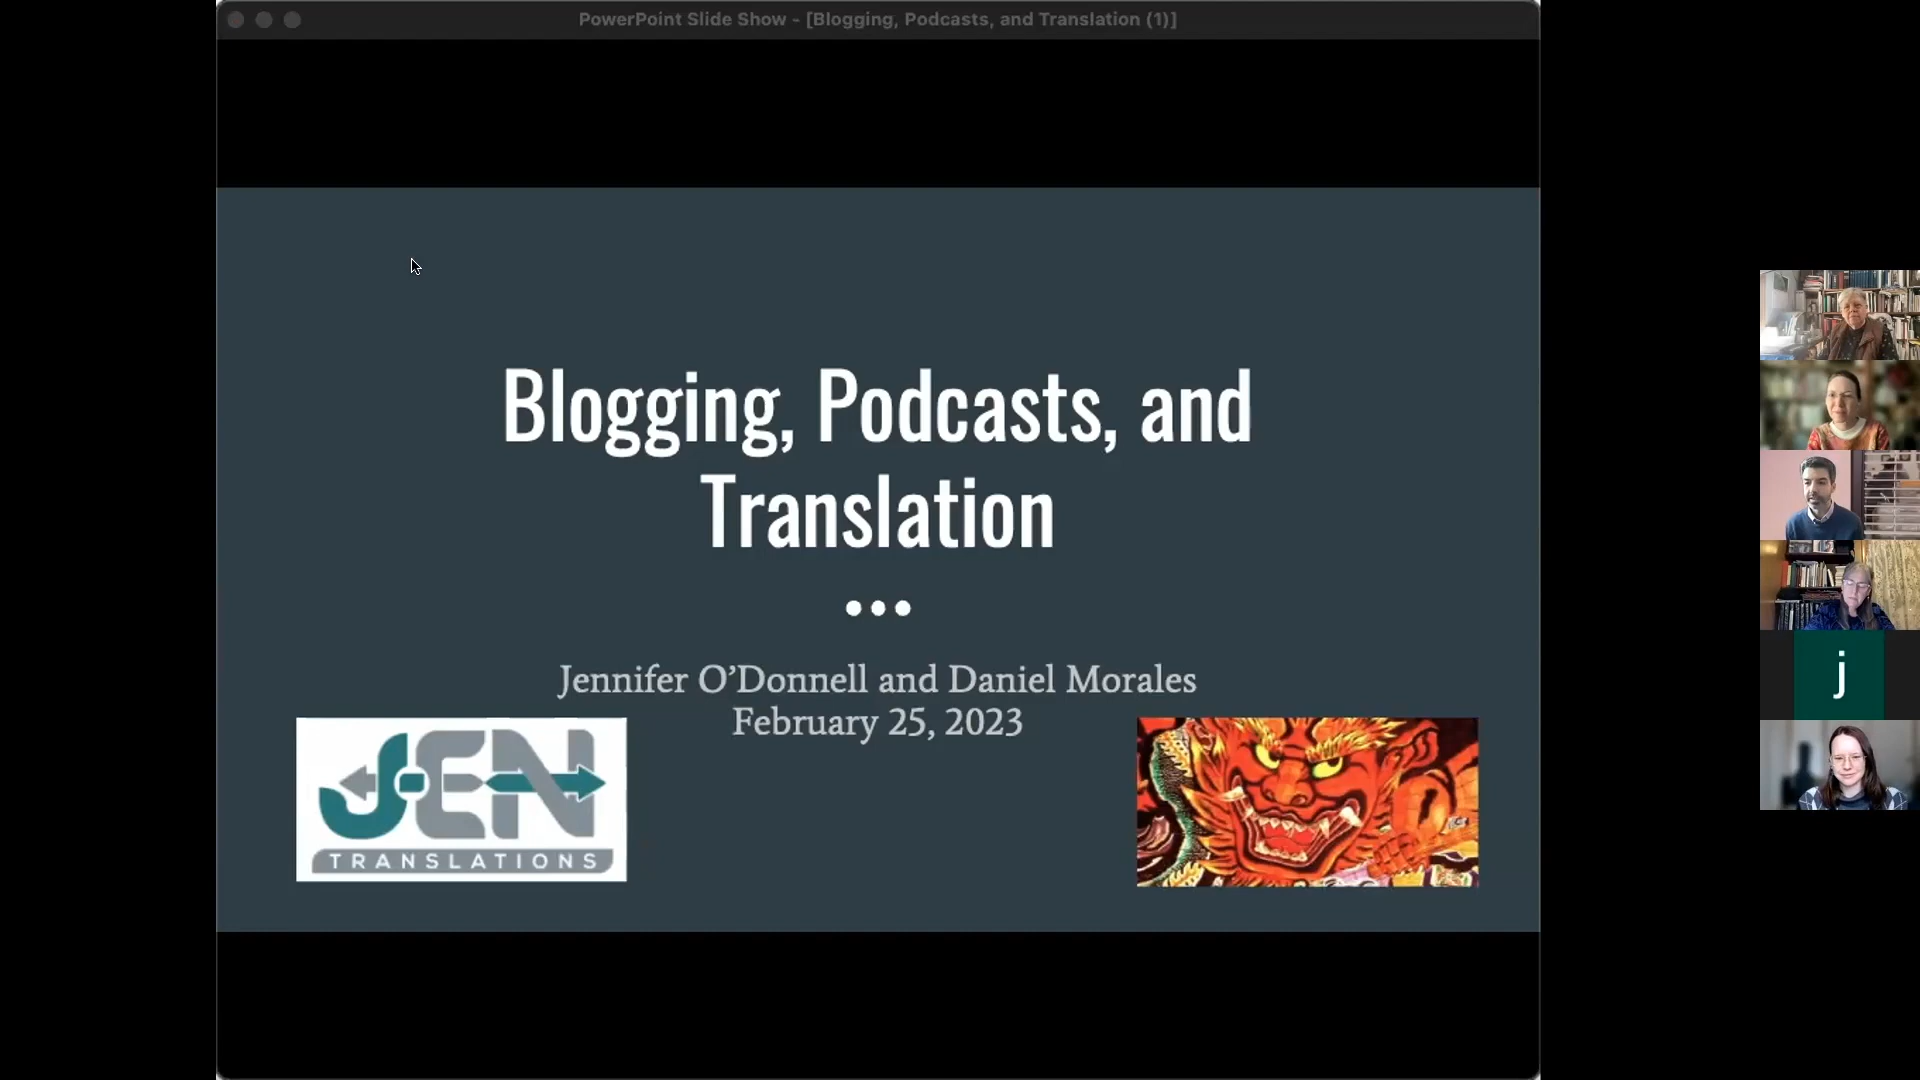 PowerPoint Slide Show - [Blogging, Podcasts, and Translation (1)]
Blogging, Podcasts, and
Translation
Jennifer O’Donnell and Daniel Morales
February 25, 2023
JEN
TRANSLATIONS
j